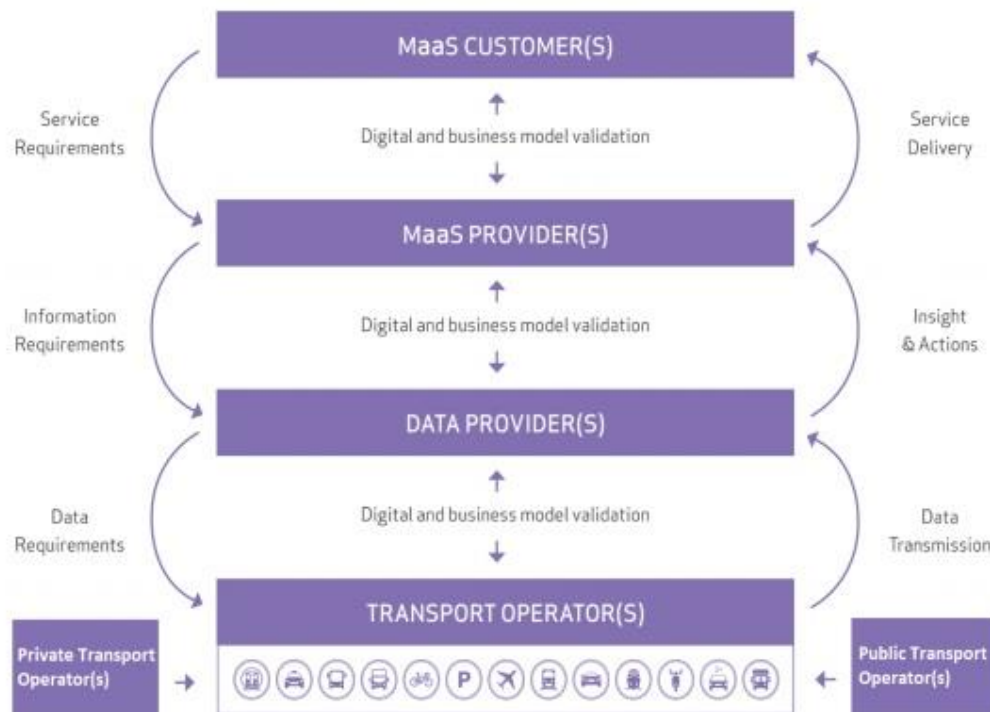 MaaS CUSTOMER(S)
Service
Requirements
Digital and business model validation
Service
Delivery
MaaS PROVIDER(S)
Information
Requirements
Digital and business model validation
Insight
& Actions
DATA PROVIDER(S)
Data
Requirements
Digital and business model validation
Data
Transmission
TRANSPORT OPERATOR(S)
Private Transport
Operator(s)
P
Public Transport
Operator(s)